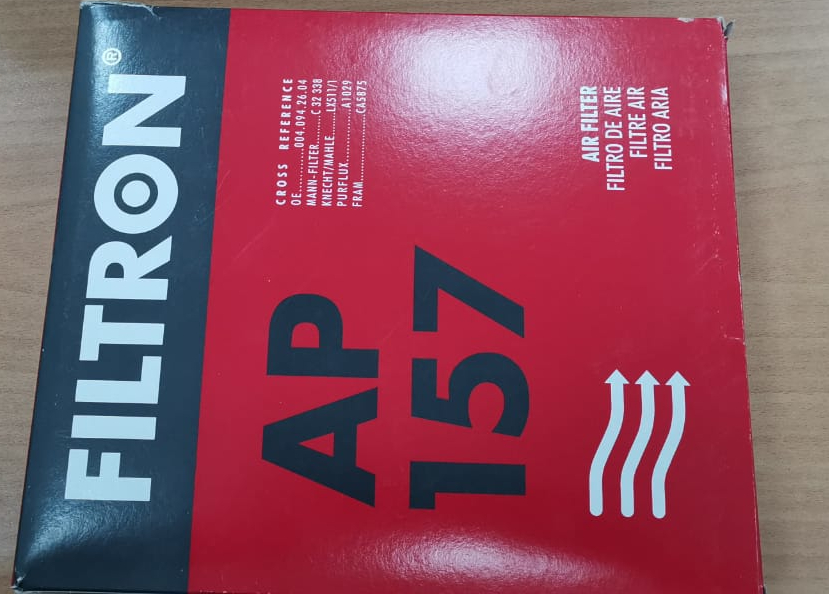 FILTRON®
CROSS REFERENCE
OE..........004.094.26.04
MANN-FILTER.......C 32 338
KNECHT/MAHLE.....LX511/1
PURFLUX...............A1029
FRAM..................CA5875
AP
157
AIR FILTER
FILTRO DE AIRE
FILTRE AIR
FILTRO ARIA